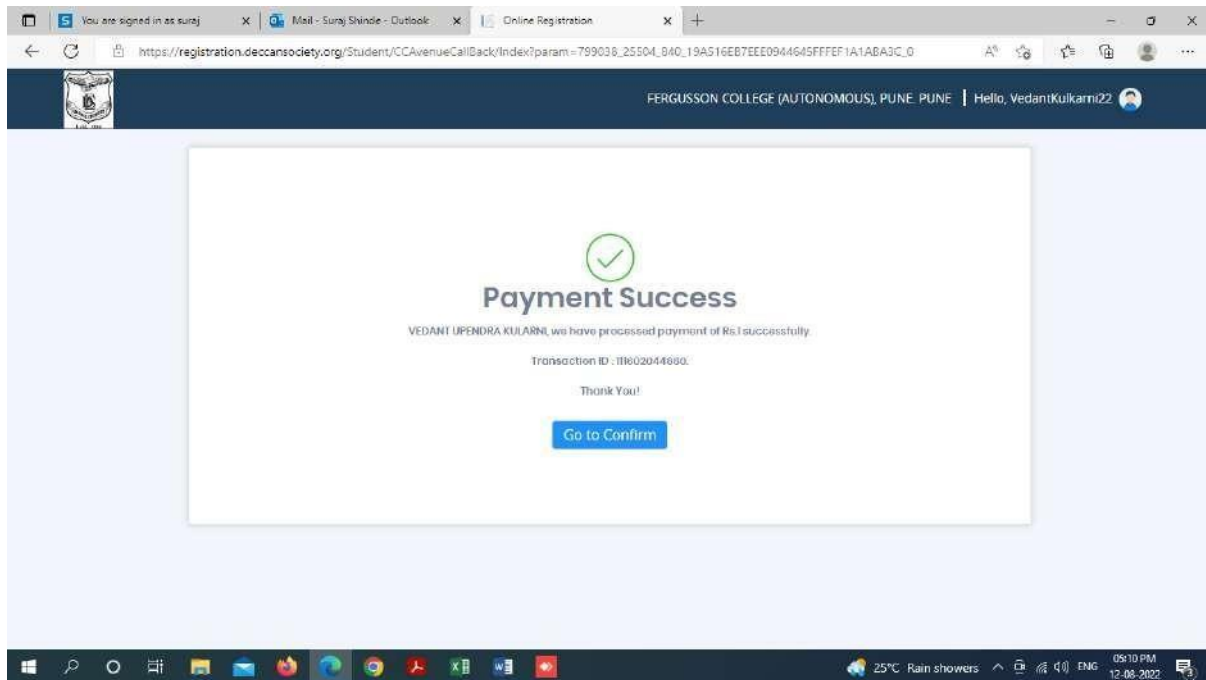 You are signed in as suraj
Mail - Suraj Shinde - Outlook
Online Registration
https://registration.deccansociety.org/Student/CCAvenueCallBack/Index?param=799038_25504_840_19A516EB7EEE0944645FFFEF1A1ABA3C_0
FERGUSSON COLLEGE (AUTONOMOUS), PUNE. PUNE | Hello, VedantKulkarni22
Payment Success
VEDANT UPENDRA KULARNI, we have processed payment of Rs.1 successfully.
Transaction ID : 111602044880.
Thank You!
Go to Confirm
25°C Rain showers
ENG
05:10 PM
12-08-2022